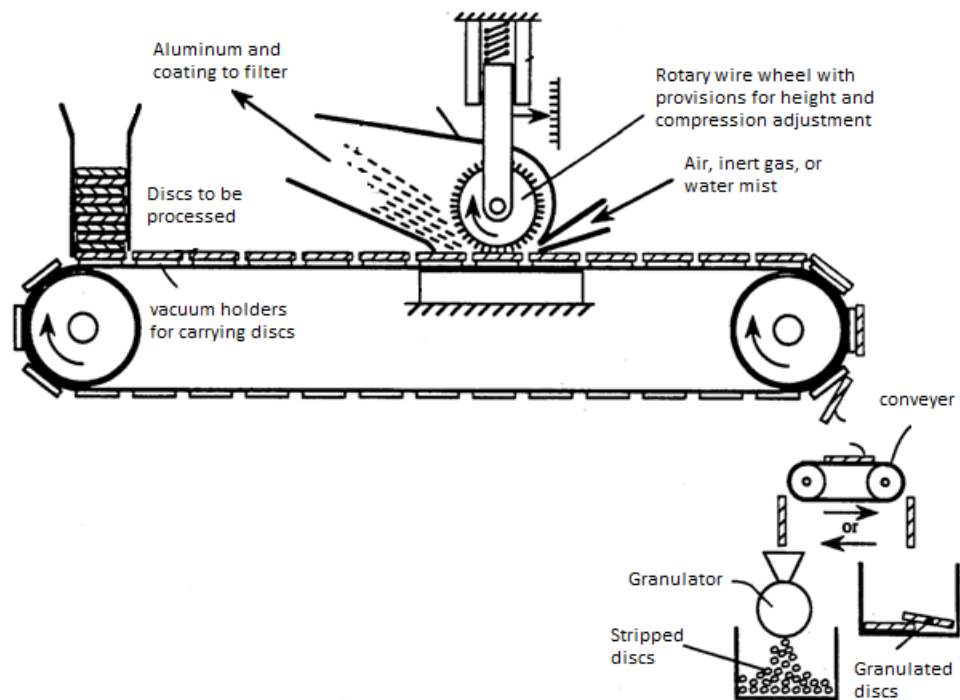 Aluminum and
coating to filter
Rotary wire wheel with
provisions for height and
compression adjustment
Air, inert gas, or
water mist
Discs to be
processed
vacuum holders
for carrying discs
conveyer
or
Granulator
Stripped
discs
Granulated
discs